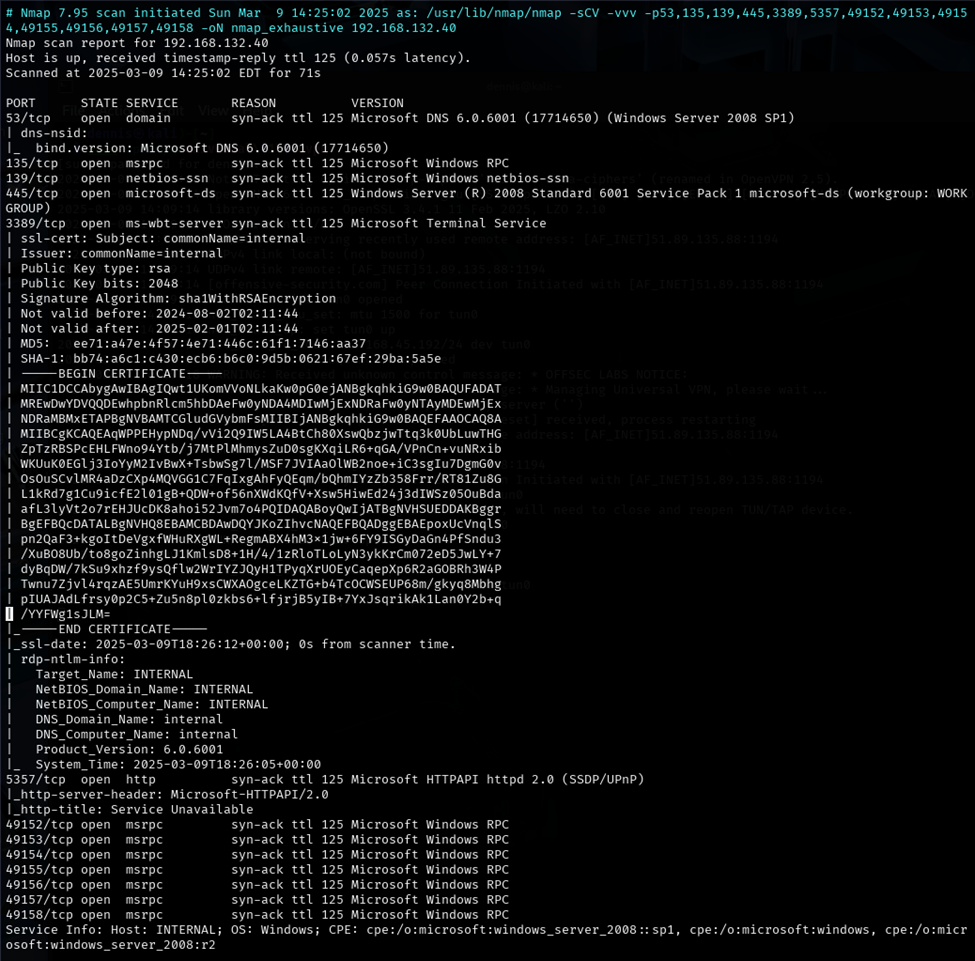 # Nmap 7.95 scan initiated Sun Mar  9 14:25:02 2025 as: /usr/lib/nmap/nmap -sCV -vvv -p53,135,139,445,3389,5357,49152,49153,4915
4,49155,49156,49157,49158 -oN nmap_exhaustive 192.168.132.40
Nmap scan report for 192.168.132.40
Host is up, received timestamp-reply ttl 125 (0.057s latency).
Scanned at 2025-03-09 14:25:02 EDT for 71s

PORT      STATE SERVICE       REASON          VERSION
53/tcp    open  domain        syn-ack ttl 125 Microsoft DNS 6.0.6001 (17714650) (Windows Server 2008 SP1)
| dns-nsid:
|_  bind.version: Microsoft DNS 6.0.6001 (17714650)
135/tcp   open  msrpc         syn-ack ttl 125 Microsoft Windows RPC
139/tcp   open  netbios-ssn   syn-ack ttl 125 Microsoft Windows netbios-ssn
445/tcp   open  microsoft-ds  syn-ack ttl 125 Windows Server (R) 2008 Standard 6001 Service Pack 1 microsoft-ds (workgroup: WORK
GROUP)
3389/tcp  open  ms-wbt-server syn-ack ttl 125 Microsoft Terminal Service
| ssl-cert: Subject: commonName=internal
| Issuer: commonName=internal
| Public Key type: rsa
| Public Key bits: 2048
| Signature Algorithm: sha1WithRSAEncryption
| Not valid before: 2024-08-02T02:11:44
| Not valid after:  2025-02-01T02:11:44
| MD5:   ee71:a47e:4f57:4e71:446c:61f1:7146:aa37
| SHA-1: bb74:a6c1:c430:ecb6:b6c0:9d5b:0621:67ef:29ba:5a5e
| -----BEGIN CERTIFICATE-----
| MIIC1DCCAbygAwIBAgIQwt1UKomVVoNLkaKw0pG0ejANBgkqhkiG9w0BAQUFADAT
| MREwDwYDVQQDEwhpbnRlcm5hbDAeFw0yNDA4MDIwMjExNDRaFw0yNTAyMDEwMjEx
| NDRaMBMxETAPBgNVBAMTCGludGVybmFsMIIBIjANBgkqhkiG9w0BAQEFAAOCAQ8A
| MIIBCgKCAQEAqWPPEHypNDq/vVi2Q9IW5LA4BtCh80XswQbzjwTtq3k0UbLuwTHG
| ZpTzRBSPcEHLFWno94Ytb/j7MtPlMhmysZuD0sgKXqiLR6+qGA/VPnCn+vuNRxib
| WKUuK0EGlj3IoYyM2IvBwX+TsbwSg7l/MSF7JVIAaOlWB2noe+iC3sgIu7DgmG0v
| OsOuSCvlMR4aDzCXp4MQVGG1C7FqIxgAhFyQEqm/bQhmIYzZb358Frr/RT81Zu8G
| L1kRd7g1Cu9icfE2l01gB+QDW+of56nXWdKQfV+Xsw5HiwEd24j3dIWSz05OuBda
| afL3lyVt2o7rEHJUcDK8ahoi52Jvm7o4PQIDAQABoyQwIjATBgNVHSUEDDAKBggr
| BgEFBQcDATALBgNVHQ8EBAMCBDAwDQYJKoZIhvcNAQEFBQADggEBAEpoxUcVnqlS
| pn2QaF3+kgoItDeVgxfWHuRXgWL+RegmABX4hM3×1jw+6FY9ISGyDaGn4PfSndu3
| /XuBO8Ub/to8goZinhgLJ1KmlsD8+1H/4/1zRloTLoLyN3ykKrCm072eD5JwLY+7
| dyBqDW/7kSu9xhzf9ysQflw2WrIYZJQyH1TPyqXrUOEyCaqepXp6R2aGOBRh3W4P
| Twnu7Zjvl4rqzAE5UmrKYuH9xsCWXAOgceLKZTG+b4TcOCWSEUP68m/gkyq8Mbhg
| pIUAJAdLfrsy0p2C5+Zu5n8pl0zkbs6+lfjrjB5yIB+7YxJsqrikAk1Lan0Y2b+q
| /YYFWg1sJLM=
|_-----END CERTIFICATE-----
|_ssl-date: 2025-03-09T18:26:12+00:00; 0s from scanner time.
| rdp-ntlm-info:
|   Target_Name: INTERNAL
|   NetBIOS_Domain_Name: INTERNAL
|   NetBIOS_Computer_Name: INTERNAL
|   DNS_Domain_Name: internal
|   DNS_Computer_Name: internal
|   Product_Version: 6.0.6001
|_  System_Time: 2025-03-09T18:26:05+00:00
5357/tcp  open  http          syn-ack ttl 125 Microsoft HTTPAPI httpd 2.0 (SSDP/UPnP)
|_http-server-header: Microsoft-HTTPAPI/2.0
|_http-title: Service Unavailable
49152/tcp open  msrpc         syn-ack ttl 125 Microsoft Windows RPC
49153/tcp open  msrpc         syn-ack ttl 125 Microsoft Windows RPC
49154/tcp open  msrpc         syn-ack ttl 125 Microsoft Windows RPC
49155/tcp open  msrpc         syn-ack ttl 125 Microsoft Windows RPC
49156/tcp open  msrpc         syn-ack ttl 125 Microsoft Windows RPC
49157/tcp open  msrpc         syn-ack ttl 125 Microsoft Windows RPC
49158/tcp open  msrpc         syn-ack ttl 125 Microsoft Windows RPC
Service Info: Host: INTERNAL; OS: Windows; CPE: cpe:/o:microsoft:windows_server_2008::sp1, cpe:/o:microsoft:windows, cpe:/o:micr
osoft:windows_server_2008:r2